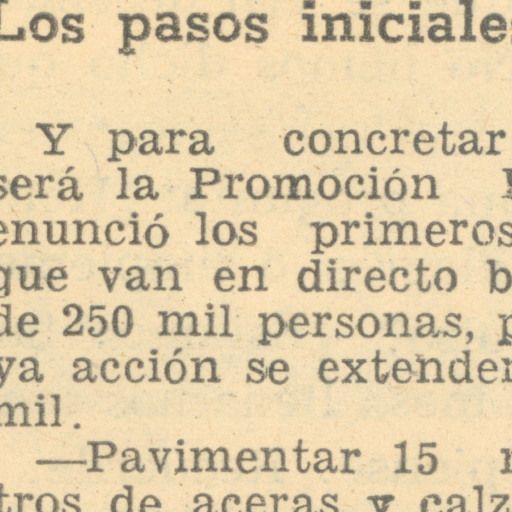 Los pasos iniciales
Y para concretar
será la Promoción
enunció los primeros
que van en directo b
de 250 mil personas, p
ya acción se extender
mil.
—Pavimentar 15
tros de aceras y calz